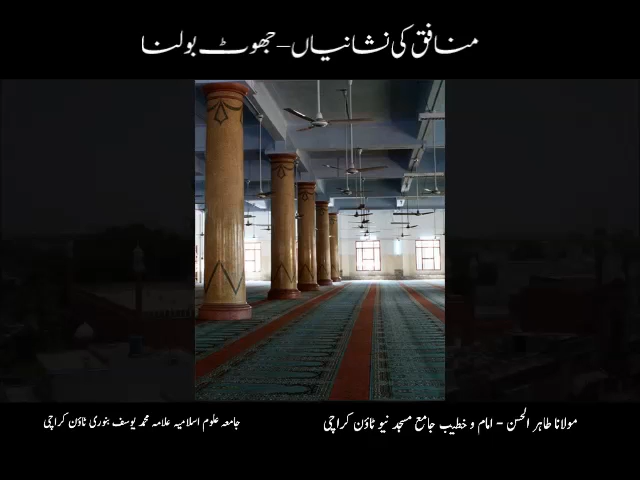 منافق کی نشانیاں – جھوٹ بولنا
مولانا طاہر الحسن - امام و خطیب جامع مسجد نیو ٹاؤن کراچی
جامعہ علوم اسلامیہ علامہ محمد یوسف بنوری ٹاؤن کراچی